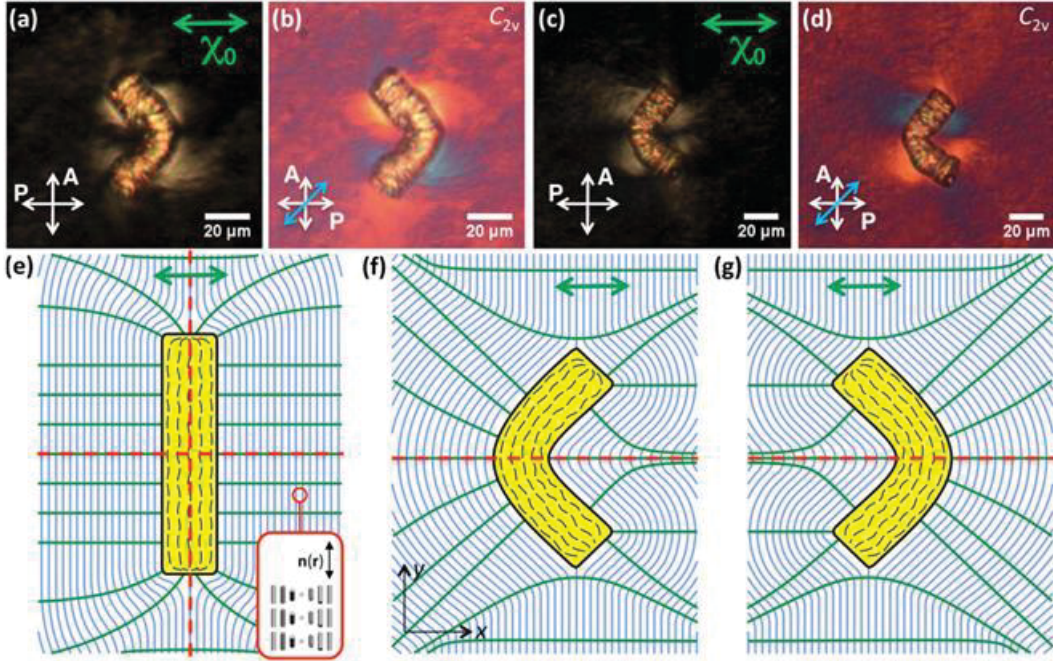 (a)
χ₀
P
A
20 µm
(b)
C₂ᵥ
A
P
20 µm
(c)
χ₀
P
A
20 µm
(d)
C₂ᵥ
A
P
20 µm
(e)
n(r)
(f)
y
x
(g)